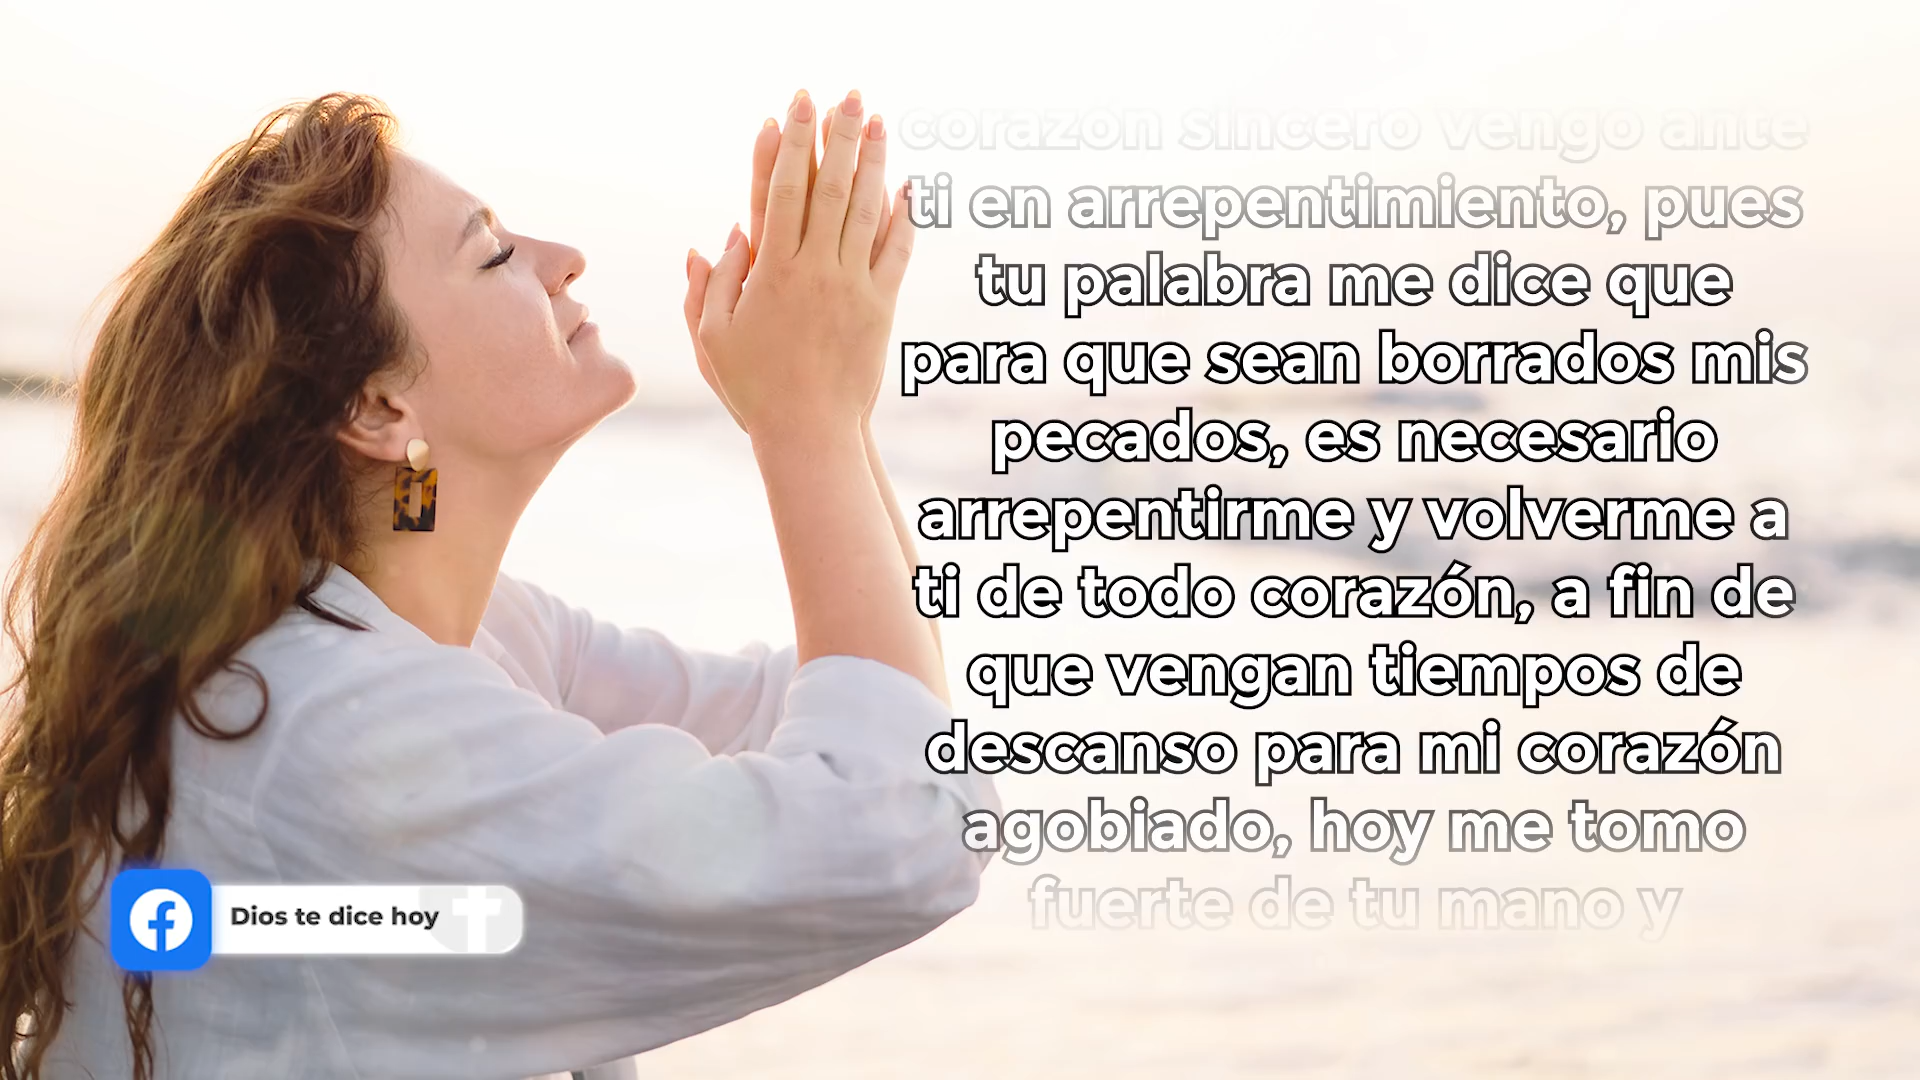 corazón sincero vengo ante
ti en arrepentimiento, pues
tu palabra me dice que
para que sean borrados mis
pecados, es necesario
arrepentirme y volverme a
ti de todo corazón, a fin de
que vengan tiempos de
descanso para mi corazón
agobiado, hoy me tomo
fuerte de tu mano y
Dios te dice hoy